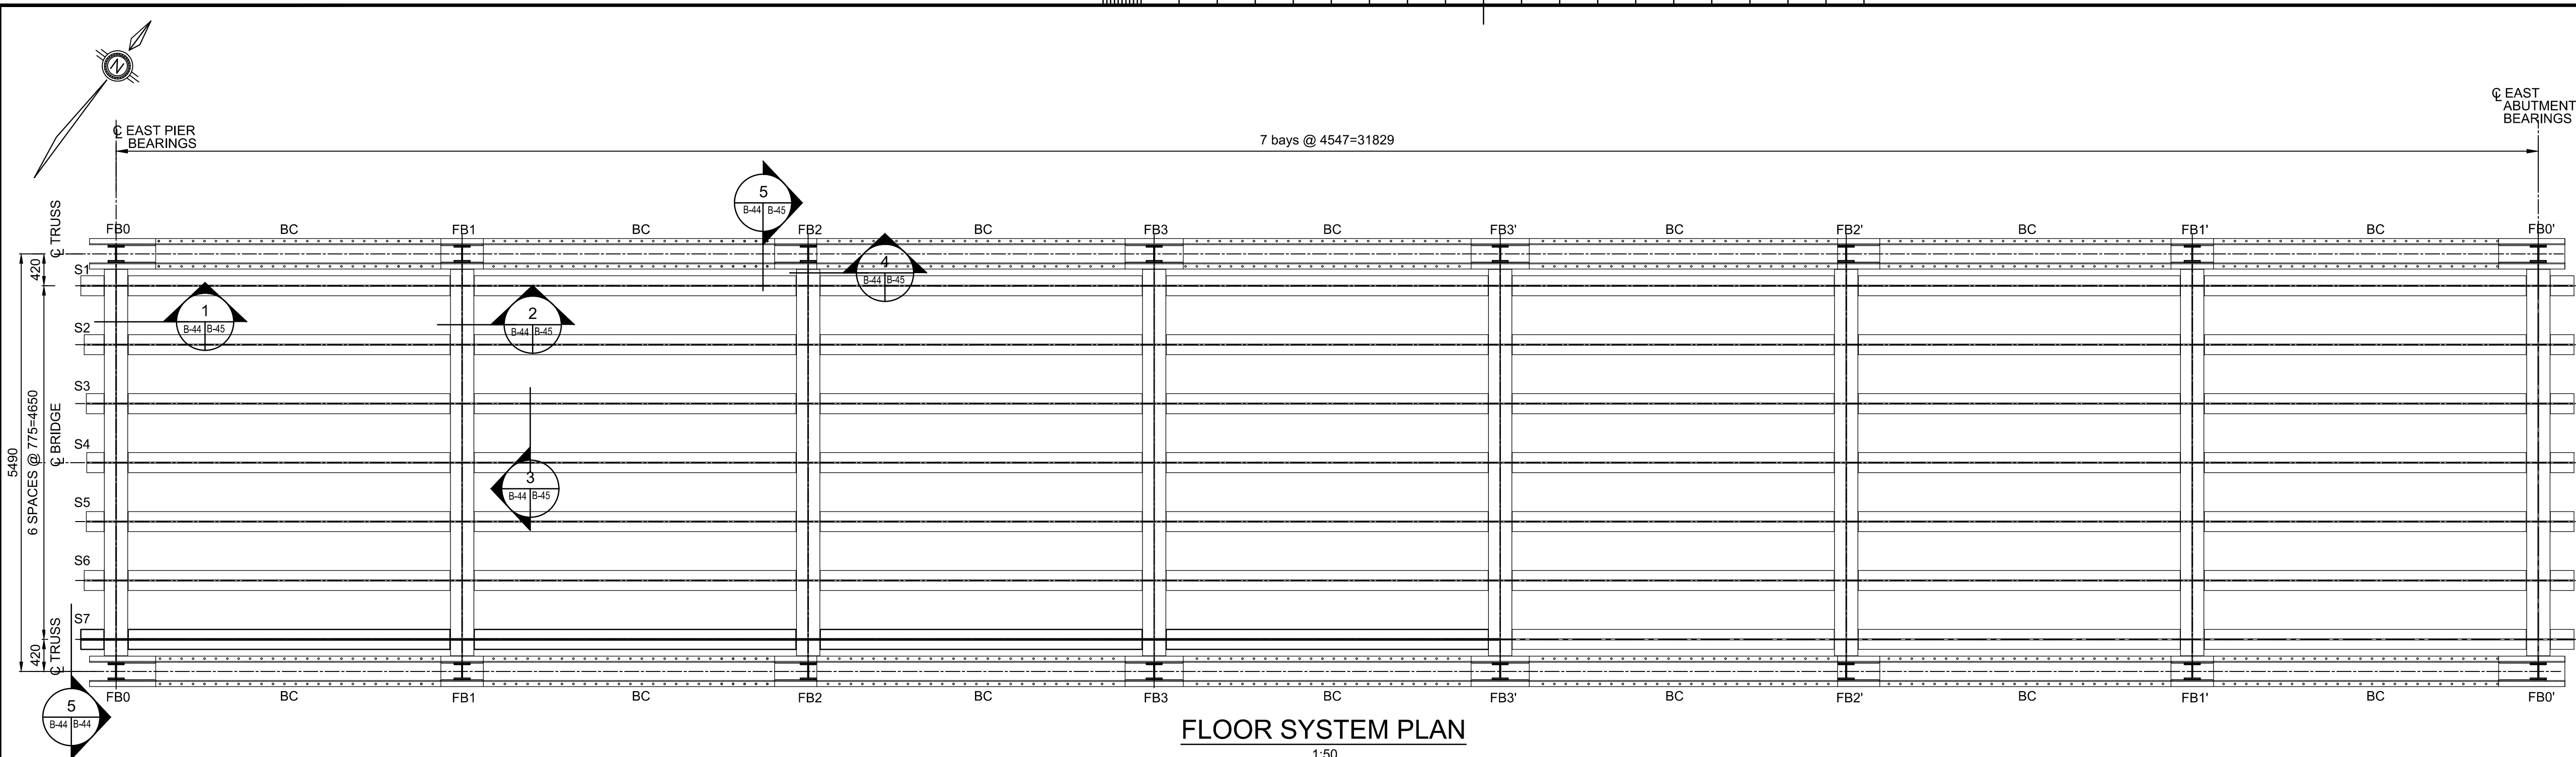 N
℄ EAST PIER
BEARINGS
7 bays @ 4547=31829
℄ EAST
ABUTMENT
BEARINGS
5
B-44 B-45
FB0 BC FB1 BC FB2 BC FB3 BC FB3' BC FB2' BC FB1' BC FB0'
℄ TRUSS
420
S1
4
B-44 B-45
1
B-44 B-45
2
B-44 B-45
S2
S3
5490
6 SPACES @ 775=4650
℄ BRIDGE
S4
3
B-44 B-45
S5
S6
S7
420
℄ TRUSS
FB0 BC FB1 BC FB2 BC FB3 BC FB3' BC FB2' BC FB1' BC FB0'
5
B-44 B-44
FLOOR SYSTEM PLAN
1:50